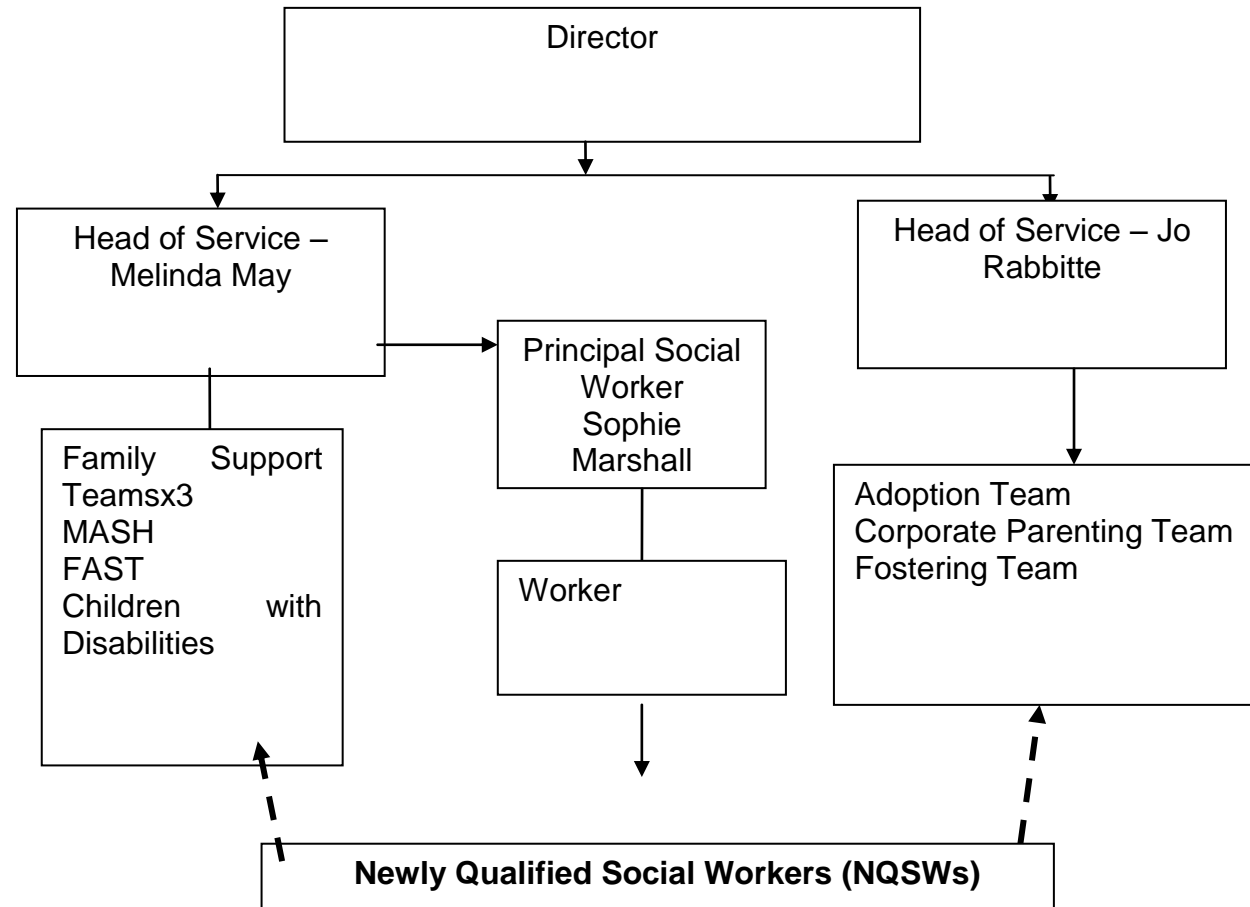 Director
Head of Service –
Melinda May
Head of Service – Jo
Rabbitte
Principal Social
Worker
Sophie
Marshall
Family Support
Teamsx3
MASH
FAST
Children with
Disabilities
Worker
Adoption Team
Corporate Parenting Team
Fostering Team
Newly Qualified Social Workers (NQSWs)